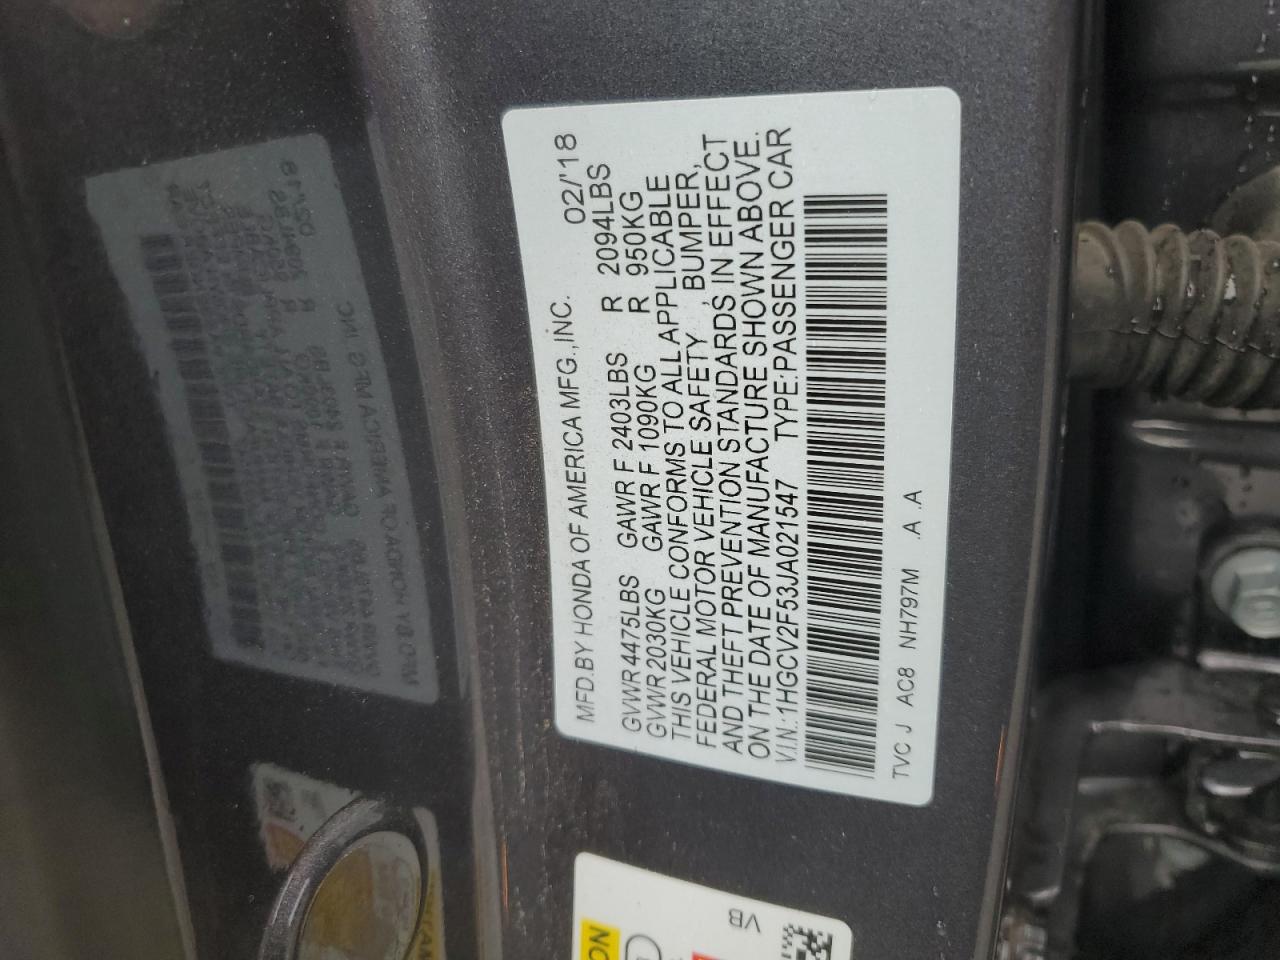 MFD.BY HONDA OF AMERICA MFG.,INC. 02/'18
GVWR 4475LBS GAWR F 2403LBS R 2094LBS
GVWR 2030KG GAWR F 1090KG R 950KG
THIS VEHICLE CONFORMS TO ALL APPLICABLE
FEDERAL MOTOR VEHICLE SAFETY , BUMPER,
AND THEFT PREVENTION STANDARDS IN EFFECT
ON THE DATE OF MANUFACTURE SHOWN ABOVE.
V.I.N.:1HGCV2F53JA021547 TYPE:PASSENGER CAR
TVC J AC8 NH797M .A .A
VB